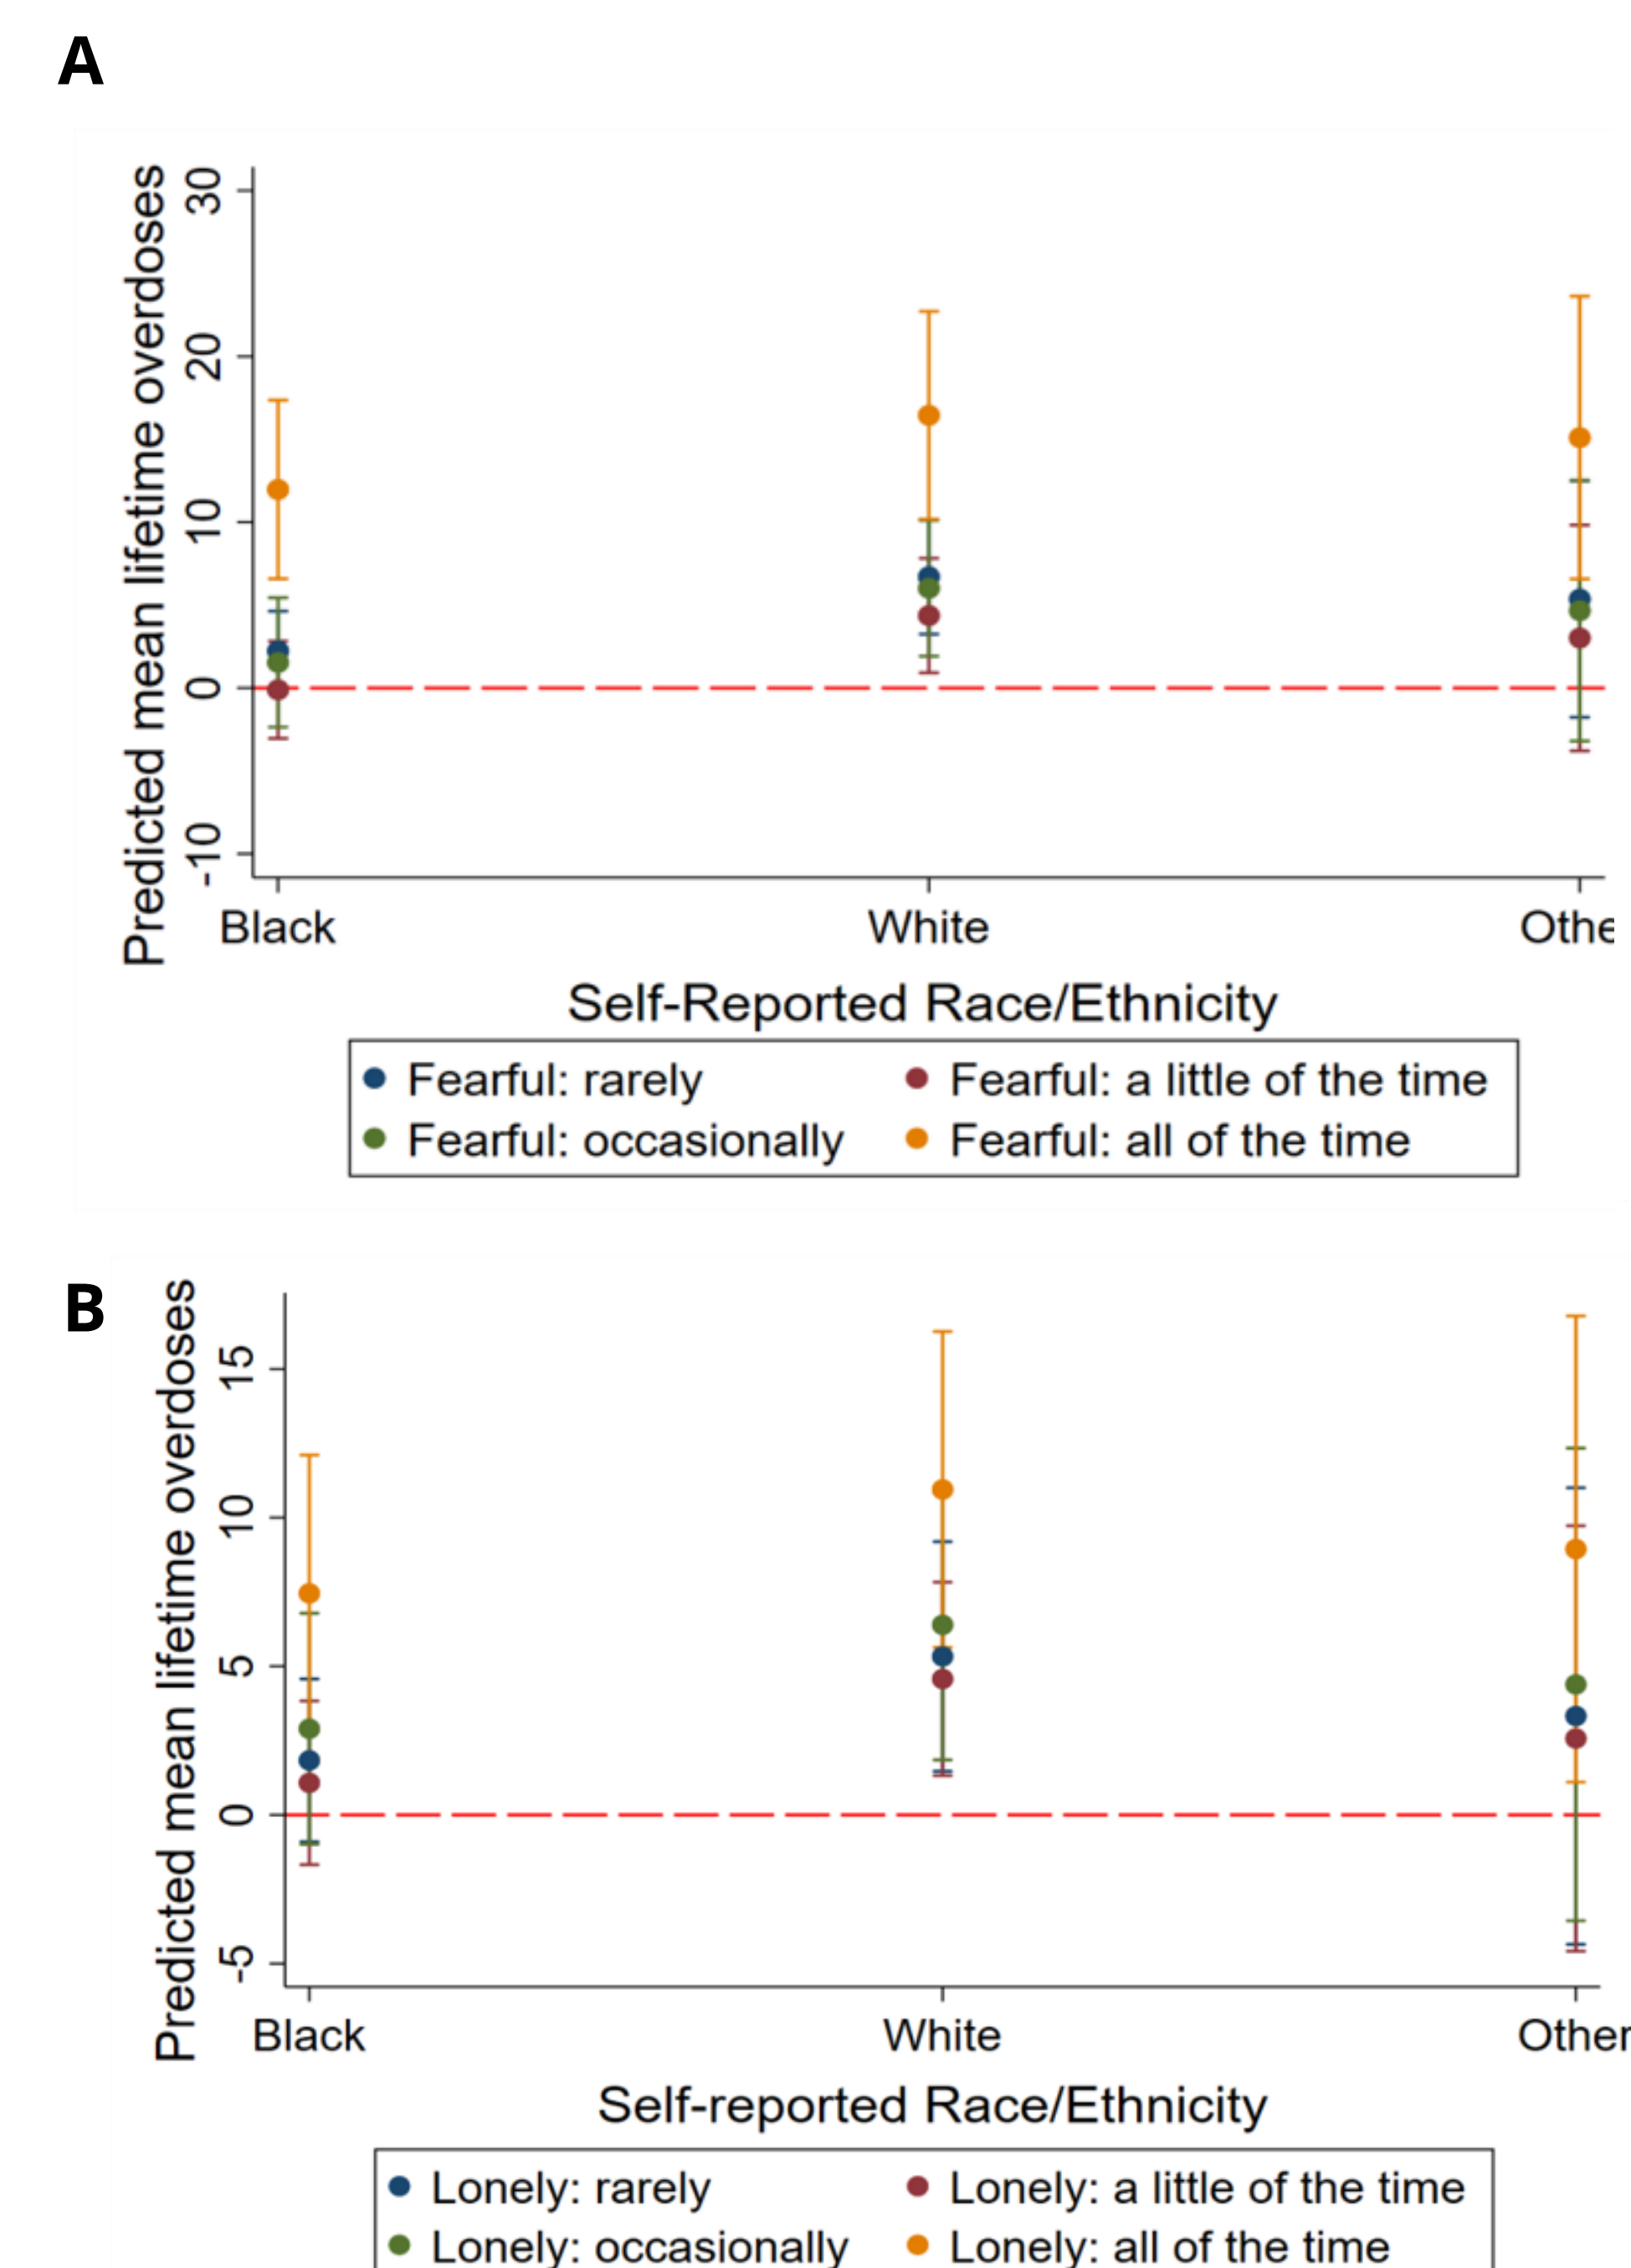 A
Predicted mean lifetime overdoses
30
20
10
0
-10
Black White Othe
Self-Reported Race/Ethnicity
Fearful: rarely Fearful: a little of the time
Fearful: occasionally Fearful: all of the time
B
Predicted mean lifetime overdoses
15
10
5
0
-5
Black White Other
Self-reported Race/Ethnicity
Lonely: rarely Lonely: a little of the time
Lonely: occasionally Lonely: all of the time